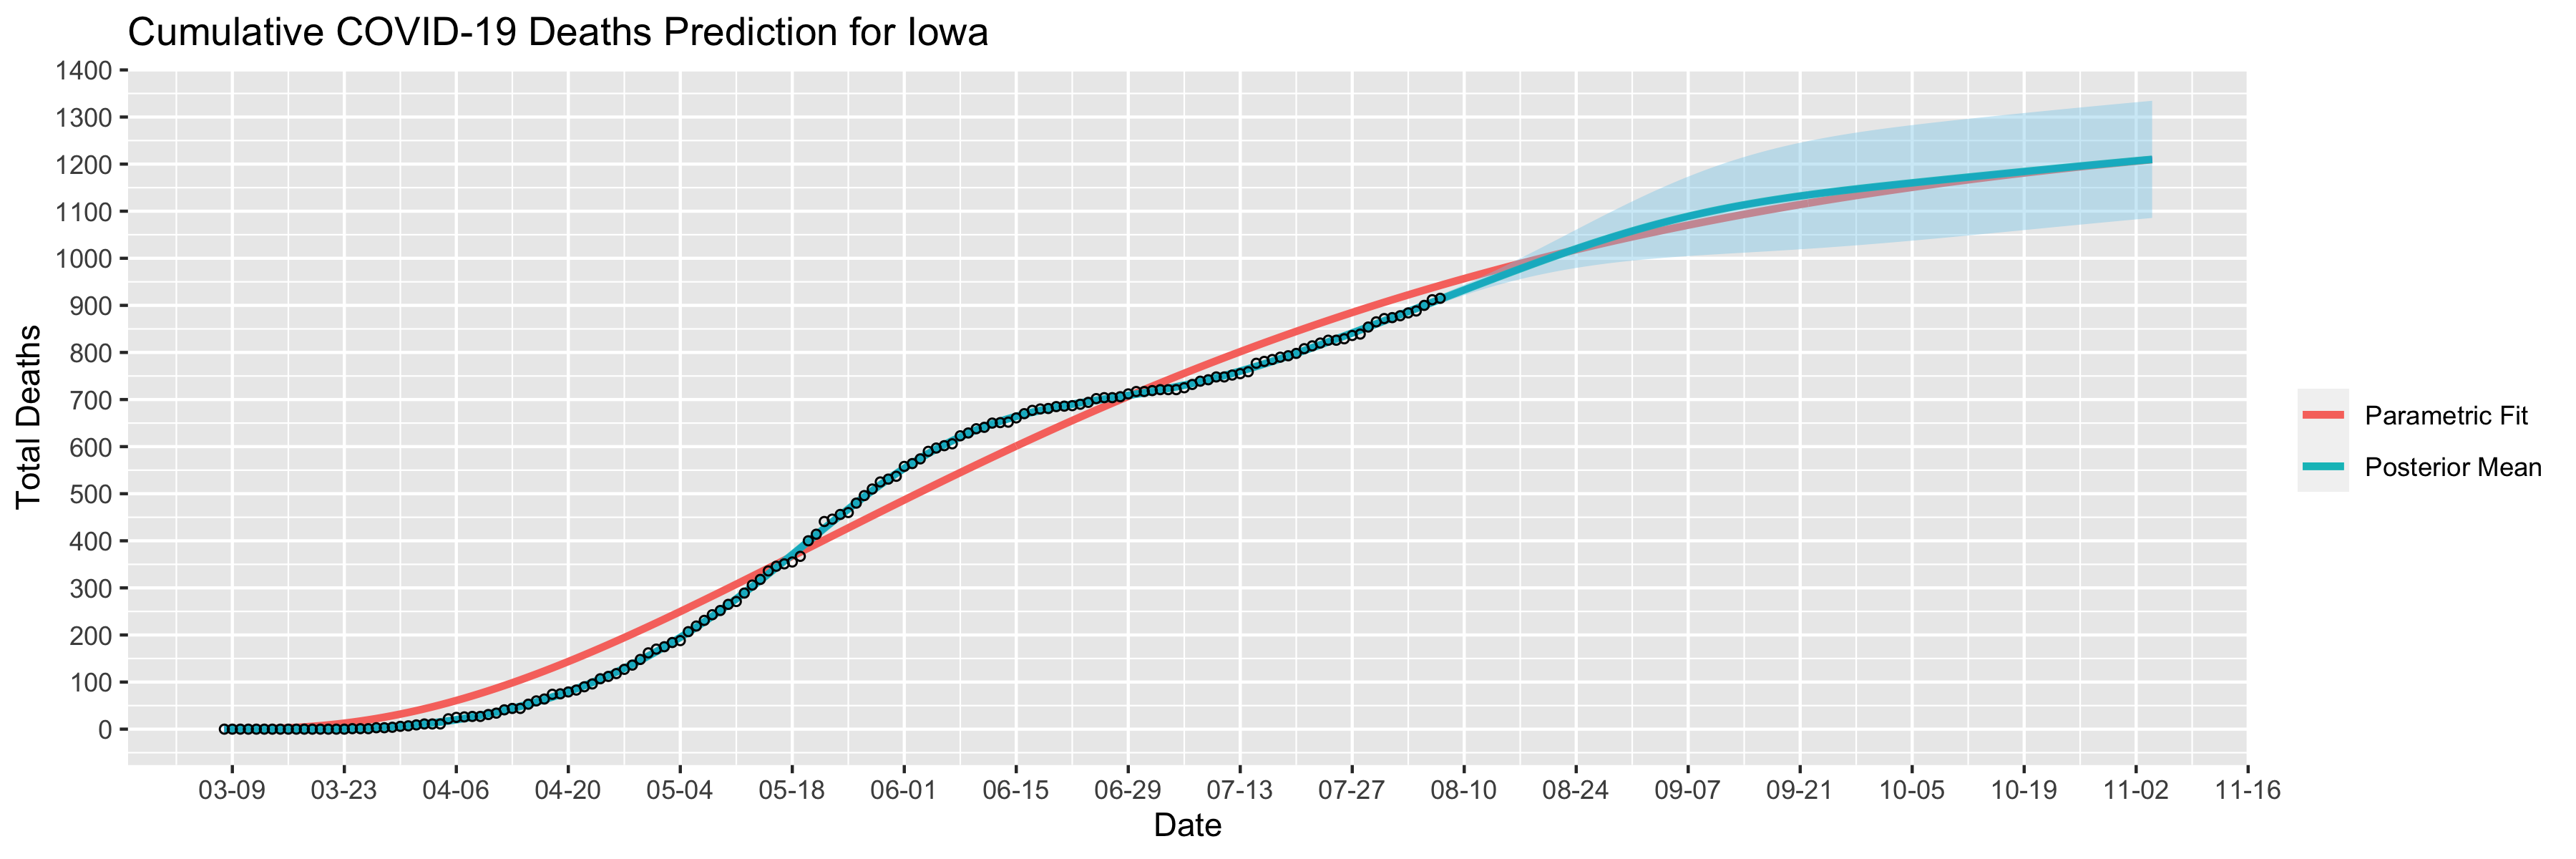 Cumulative COVID-19 Deaths Prediction for Iowa
1400
1300
1200
1100
1000
900
800
700
600
500
400
300
200
100
0
Total Deaths
03-09 03-23 04-06 04-20 05-04 05-18 06-01 06-15 06-29 07-13 07-27 08-10 08-24 09-07 09-21 10-05 10-19 11-02 11-16
Date
Parametric Fit
Posterior Mean